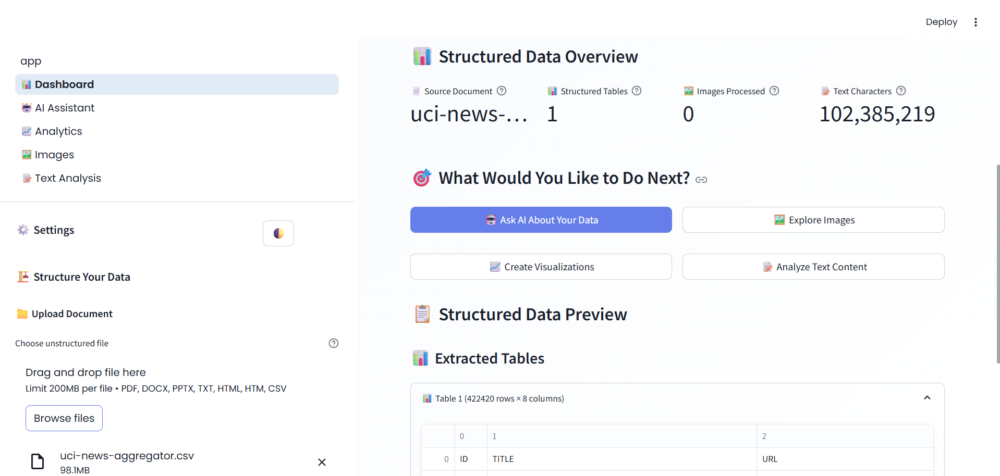 Deploy
app
Dashboard
AI Assistant
Analytics
Images
Text Analysis
Settings
Structure Your Data
Upload Document
Choose unstructured file
Drag and drop file here
Limit 200MB per file • PDF, DOCX, PPTX, TXT, HTML, HTM, CSV
Browse files
uci-news-aggregator.csv
98.1MB
Structured Data Overview
Source Document
uci-news-...
Structured Tables
1
Images Processed
0
Text Characters
102,385,219
What Would You Like to Do Next?
Ask AI About Your Data
Explore Images
Create Visualizations
Analyze Text Content
Structured Data Preview
Extracted Tables
Table 1 (422420 rows × 8 columns)
0 1 2
0 ID TITLE URL